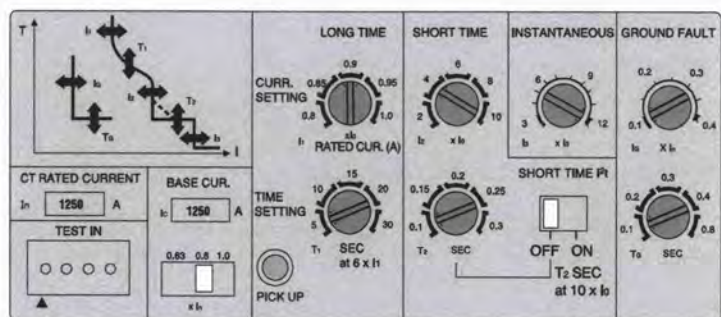 T
I₁
T₁
I₀
I₂
T₂
T₀
I₃
I
LONG TIME
CURR. SETTING
0.8 0.85 0.9 0.95 1.0
I₁ xI₀
RATED CUR. (A)
TIME SETTING
5 10 15 20 30
T₁ SEC
at 6 x I₁
PICK UP
SHORT TIME
2 4 6 8 10
I₂ x I₀
0.1 0.15 0.2 0.25 0.3
T₂ SEC
INSTANTANEOUS
3 6 9 12
I₃ x I₀
SHORT TIME I²t
OFF ON
T₂ SEC
at 10 x I₀
GROUND FAULT
0.1 0.2 0.3 0.4
I₀ X Iₙ
0.1 0.2 0.3 0.4 0.8
T₀ SEC
CT RATED CURRENT
Iₙ 1250 A
TEST IN
BASE CUR.
Ic 1250 A
0.63 0.8 1.0
x Iₙ